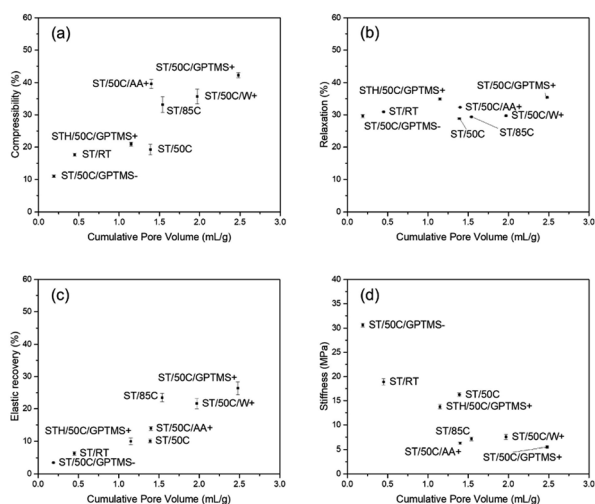 (a)
Compressibility (%)
60
50
40
30
20
10
0
ST/50C/GPTMS+
ST/50C/AA+
ST/50C/W+
ST/85C
STH/50C/GPTMS+
ST/50C
ST/RT
ST/50C/GPTMS-
0.0 0.5 1.0 1.5 2.0 2.5 3.0
Cumulative Pore Volume (mL/g)
(b)
Relaxation (%)
60
50
40
30
20
10
0
STH/50C/GPTMS+
ST/50C/GPTMS+
ST/RT
ST/50C/AA+
ST/50C/W+
ST/50C/GPTMS-
ST/50C
ST/85C
0.0 0.5 1.0 1.5 2.0 2.5 3.0
Cumulative Pore Volume (mL/g)
(c)
Elastic recovery (%)
60
50
40
30
20
10
0
ST/50C/GPTMS+
ST/85C
ST/50C/W+
STH/50C/GPTMS+
ST/50C/AA+
ST/50C
ST/RT
ST/50C/GPTMS-
0.0 0.5 1.0 1.5 2.0 2.5 3.0
Cumulative Pore Volume (mL/g)
(d)
Stiffness (MPa)
40
35
30
25
20
15
10
5
0
ST/50C/GPTMS-
ST/RT
ST/50C
STH/50C/GPTMS+
ST/85C
ST/50C/W+
ST/50C/AA+
ST/50C/GPTMS+
0.0 0.5 1.0 1.5 2.0 2.5 3.0
Cumulative Pore Volume (mL/g)